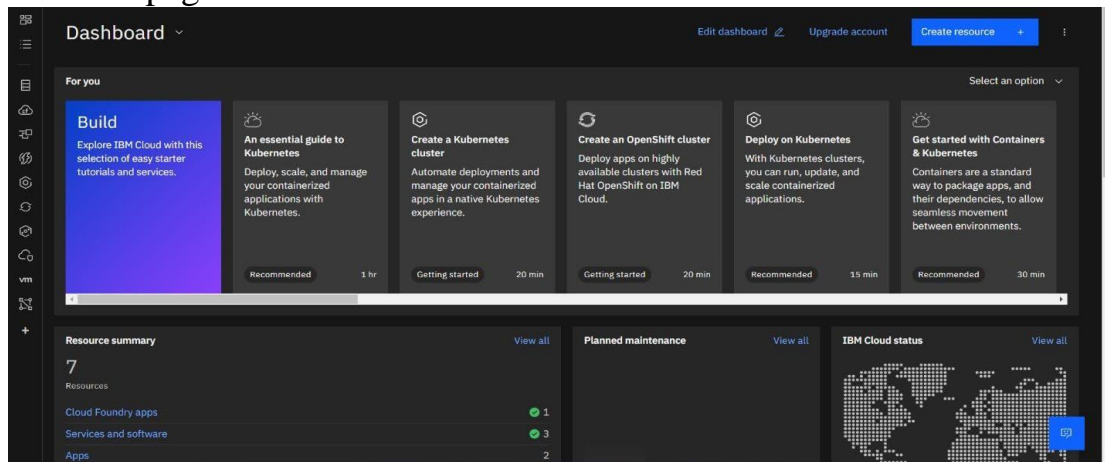 Dashboard
Edit dashboard
Upgrade account
Create resource +
For you
Select an option
Build
Explore IBM Cloud with this
selection of easy starter
tutorials and services.
An essential guide to
Kubernetes
Deploy, scale, and manage
your containerized
applications with
Kubernetes.
Recommended
1 hr
Create a Kubernetes
cluster
Automate deployments and
manage your containerized
apps in a native Kubernetes
experience.
Getting started
20 min
Create an OpenShift cluster
Deploy apps on highly
available clusters with Red
Hat OpenShift on IBM
Cloud.
Getting started
20 min
Deploy on Kubernetes
With Kubernetes clusters,
you can run, update, and
scale containerized
applications.
Recommended
15 min
Get started with Containers
& Kubernetes
Containers are a standard
way to package apps, and
their dependencies, to allow
seamless movement
between environments.
Recommended
30 min
vm
+
Resource summary
View all
7
Resources
Cloud Foundry apps
1
Services and software
3
Apps
2
Planned maintenance
View all
IBM Cloud status
View all